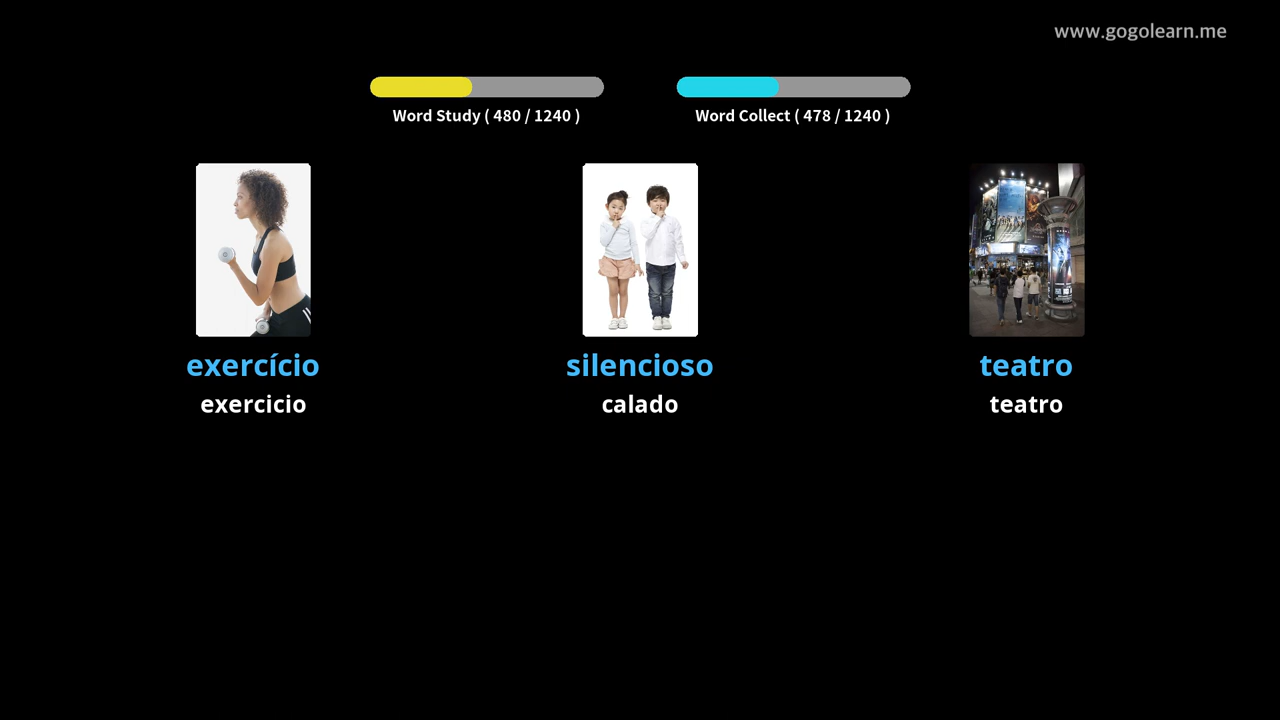 www.gogolearn.me
Word Study ( 480 / 1240 )
Word Collect ( 478 / 1240 )
exercício
silencioso
teatro
exercicio
calado
teatro